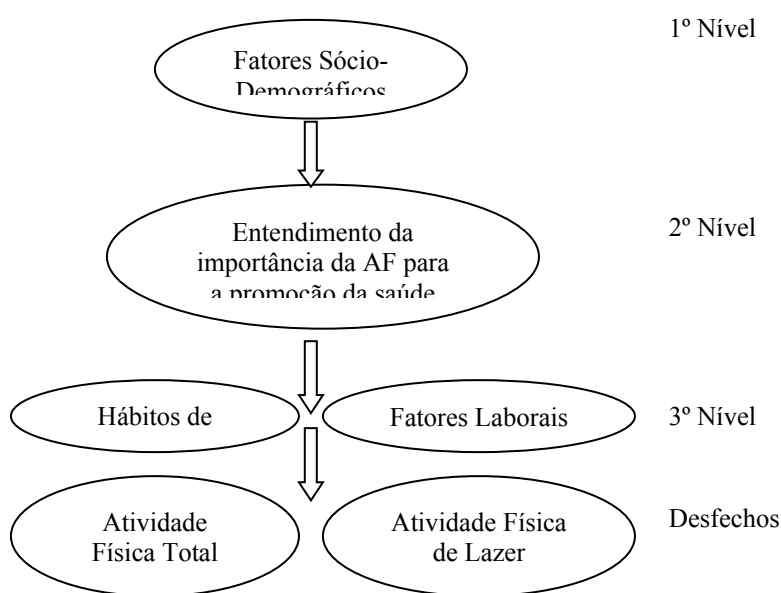 1º Nível
Fatores Sócio-
Demográficos
2º Nível
Entendimento da
importância da AF para
a promoção da saúde
Hábitos de
Fatores Laborais
3º Nível
Atividade
Física Total
Atividade Física
de Lazer
Desfechos